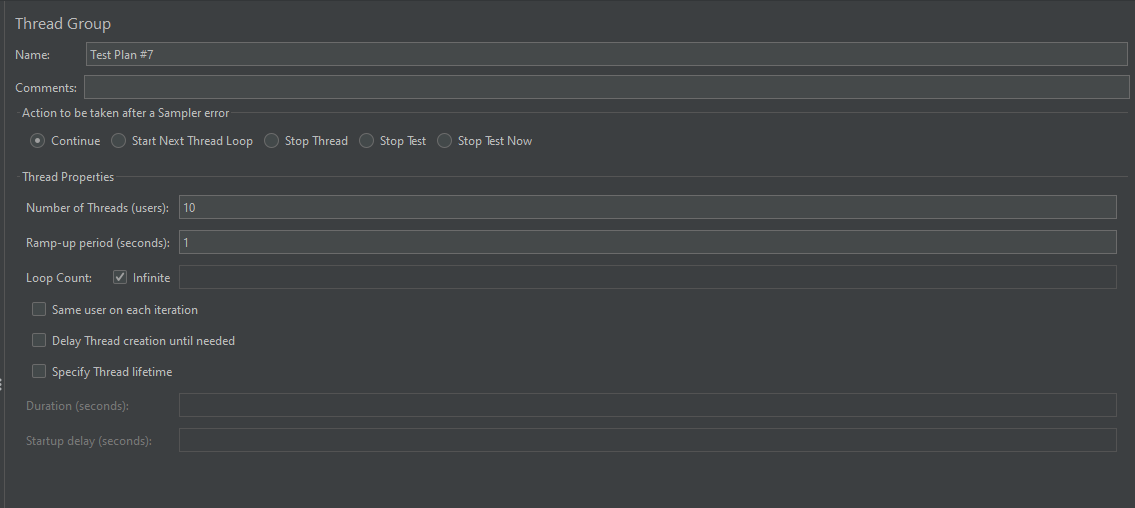 Thread Group
Name: Test Plan #7
Comments:
Action to be taken after a Sampler error
Continue Start Next Thread Loop Stop Thread Stop Test Stop Test Now
Thread Properties
Number of Threads (users): 10
Ramp-up period (seconds): 1
Loop Count: Infinite
Same user on each iteration
Delay Thread creation until needed
Specify Thread lifetime
Duration (seconds):
Startup delay (seconds):